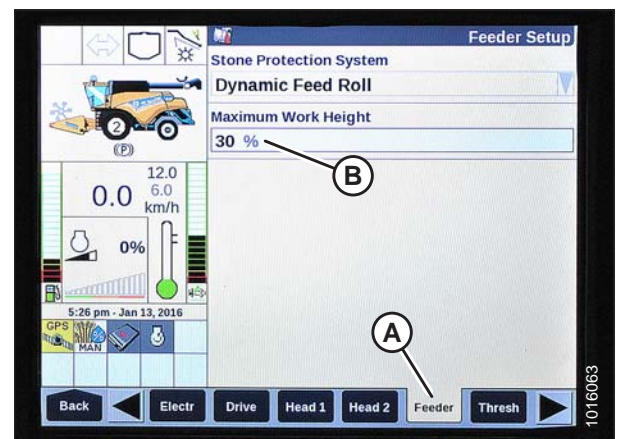 Feeder Setup
Stone Protection System
Dynamic Feed Roll
Maximum Work Height
30 %
B
2
(P)
12.0
6.0
0.0 km/h
0%
5:26 pm - Jan 13, 2016
GPS
MAN
A
Back Electr Drive Head 1 Head 2 Feeder Thresh
1016063